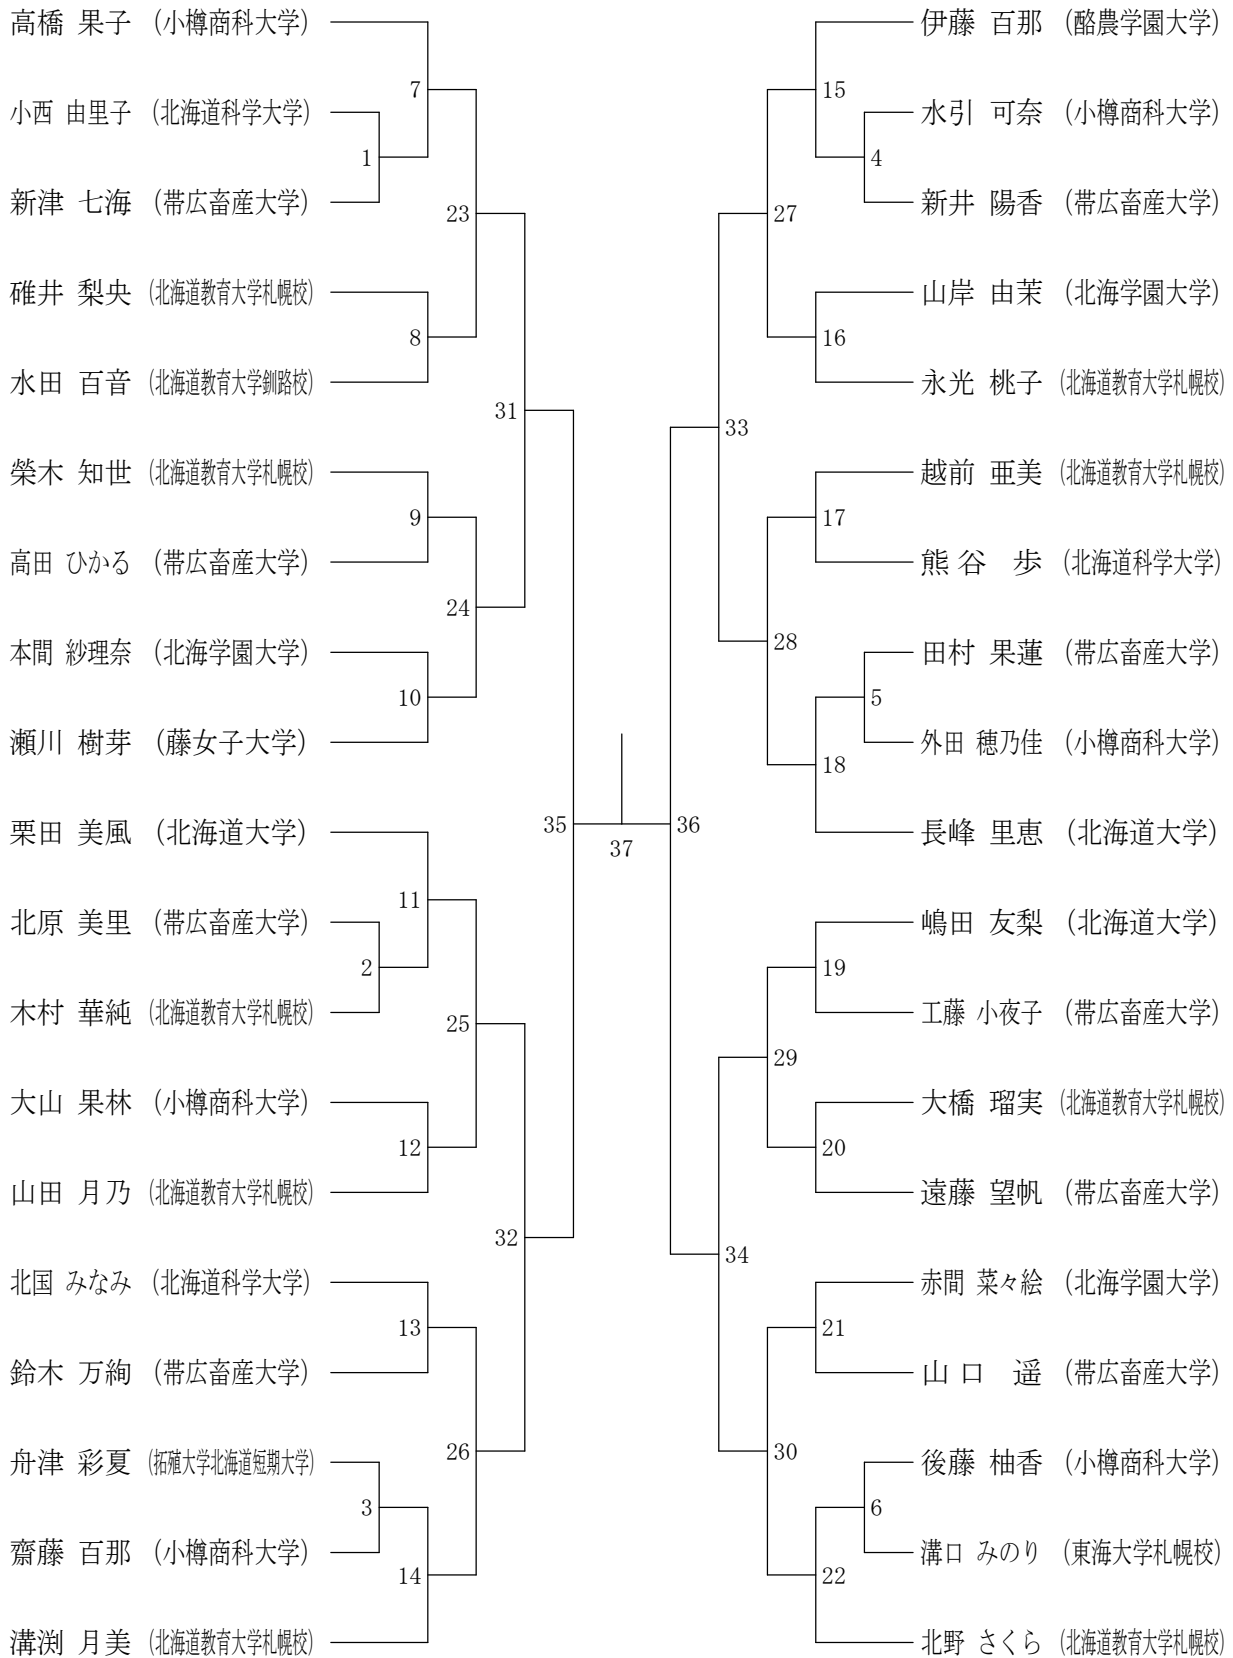 高橋 果子 (小樽商科大学)
小西 由里子 (北海道科学大学)
新津 七海 (帯広畜産大学)
碓井 梨央 (北海道教育大学札幌校)
水田 百音 (北海道教育大学釧路校)
榮木 知世 (北海道教育大学札幌校)
高田 ひかる (帯広畜産大学)
本間 紗理奈 (北海学園大学)
瀬川 樹芽 (藤女子大学)
栗田 美風 (北海道大学)
北原 美里 (帯広畜産大学)
木村 華純 (北海道教育大学札幌校)
大山 果林 (小樽商科大学)
山田 月乃 (北海道教育大学札幌校)
北国 みなみ (北海道科学大学)
鈴木 万絢 (帯広畜産大学)
舟津 彩夏 (拓殖大学北海道短期大学)
齋藤 百那 (小樽商科大学)
溝渕 月美 (北海道教育大学札幌校)
1
2
3
7
8
9
10
11
12
13
14
23
24
25
26
31
32
35
37
36
33
34
27
28
29
30
15
16
17
18
19
20
21
22
4
5
6
伊藤 百那 (酪農学園大学)
水引 可奈 (小樽商科大学)
新井 陽香 (帯広畜産大学)
山岸 由茉 (北海学園大学)
永光 桃子 (北海道教育大学札幌校)
越前 亜美 (北海道教育大学札幌校)
熊谷 歩 (北海道科学大学)
田村 果蓮 (帯広畜産大学)
外田 穂乃佳 (小樽商科大学)
長峰 里恵 (北海道大学)
嶋田 友梨 (北海道大学)
工藤 小夜子 (帯広畜産大学)
大橋 瑠実 (北海道教育大学札幌校)
遠藤 望帆 (帯広畜産大学)
赤間 菜々絵 (北海学園大学)
山口 遥 (帯広畜産大学)
後藤 柚香 (小樽商科大学)
溝口 みのり (東海大学札幌校)
北野 さくら (北海道教育大学札幌校)